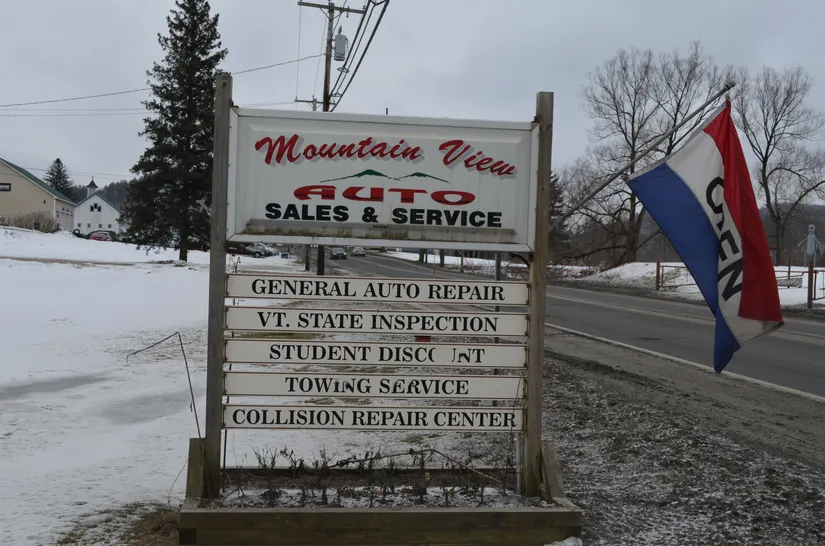 Mountain View
AUTO
SALES & SERVICE
GENERAL AUTO REPAIR
VT. STATE INSPECTION
STUDENT DISCOUNT
TOWING SERVICE
COLLISION REPAIR CENTER
OPEN